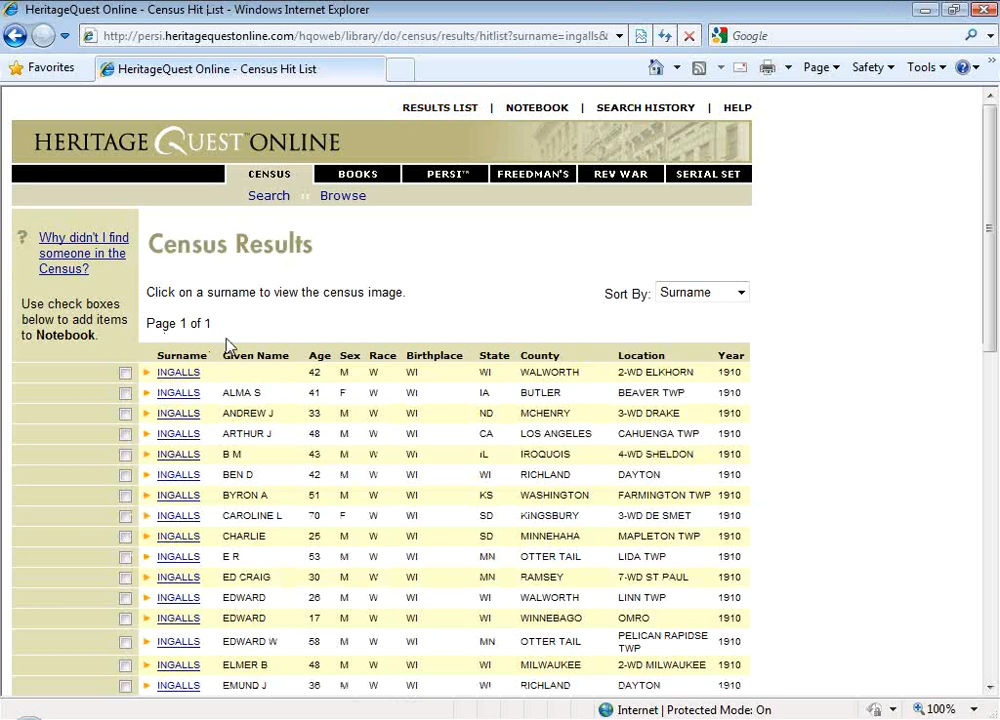 HeritageQuest Online - Census Hit List - Windows Internet Explorer
http://persi.heritagequestonline.com/hqoweb/library/do/census/results/hitlist?surname=ingalls& Google
Favorites HeritageQuest Online - Census Hit List Page Safety Tools
RESULTS LIST | NOTEBOOK | SEARCH HISTORY | HELP
HERITAGE QUEST™ ONLINE
CENSUS BOOKS PERSI™ FREEDMAN'S REV WAR SERIAL SET
Search Browse
? Why didn't I find
someone in the
Census?
Use check boxes
below to add items
to Notebook.
Census Results
Click on a surname to view the census image. Sort By: Surname
Page 1 of 1
Surname Given Name Age Sex Race Birthplace State County Location Year
INGALLS 42 M W WI WI WALWORTH 2-WD ELKHORN 1910
INGALLS ALMA S 41 F W WI IA BUTLER BEAVER TWP 1910
INGALLS ANDREW J 33 M W WI ND MCHENRY 3-WD DRAKE 1910
INGALLS ARTHUR J 48 M W WI CA LOS ANGELES CAHUENGA TWP 1910
INGALLS B M 43 M W WI IL IROQUOIS 4-WD SHELDON 1910
INGALLS BEN D 42 M W WI WI RICHLAND DAYTON 1910
INGALLS BYRON A 51 M W WI KS WASHINGTON FARMINGTON TWP 1910
INGALLS CAROLINE L 70 F W WI SD KINGSBURY 3-WD DE SMET 1910
INGALLS CHARLIE 25 M W WI SD MINNEHAHA MAPLETON TWP 1910
INGALLS E R 53 M W WI MN OTTER TAIL LIDA TWP 1910
INGALLS ED CRAIG 30 M W WI MN RAMSEY 7-WD ST PAUL 1910
INGALLS EDWARD 26 M W WI WI WALWORTH LINN TWP 1910
INGALLS EDWARD 17 M W WI WI WINNEBAGO OMRO 1910
INGALLS EDWARD W 58 M W WI MN OTTER TAIL PELICAN RAPIDSE TWP 1910
INGALLS ELMER B 48 M W WI WI MILWAUKEE 2-WD MILWAUKEE 1910
INGALLS EMUND J 36 M W WI WI RICHLAND DAYTON 1910
Internet | Protected Mode: On 100%